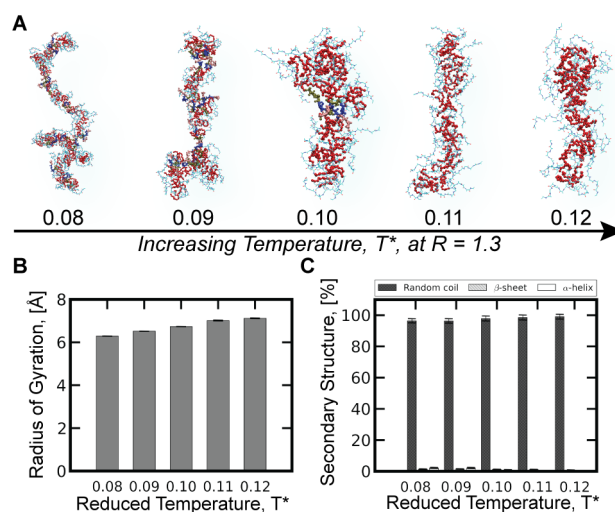 A
0.08 0.09 0.10 0.11 0.12
Increasing Temperature, T*, at R = 1.3
B
Radius of Gyration, [Å]
8
6
4
2
0
0.08 0.09 0.10 0.11 0.12
Reduced Temperature, T*
C
Random coil β-sheet α-helix
Secondary Structure, [%]
100
80
60
40
20
0
0.08 0.09 0.10 0.11 0.12
Reduced Temperature, T*